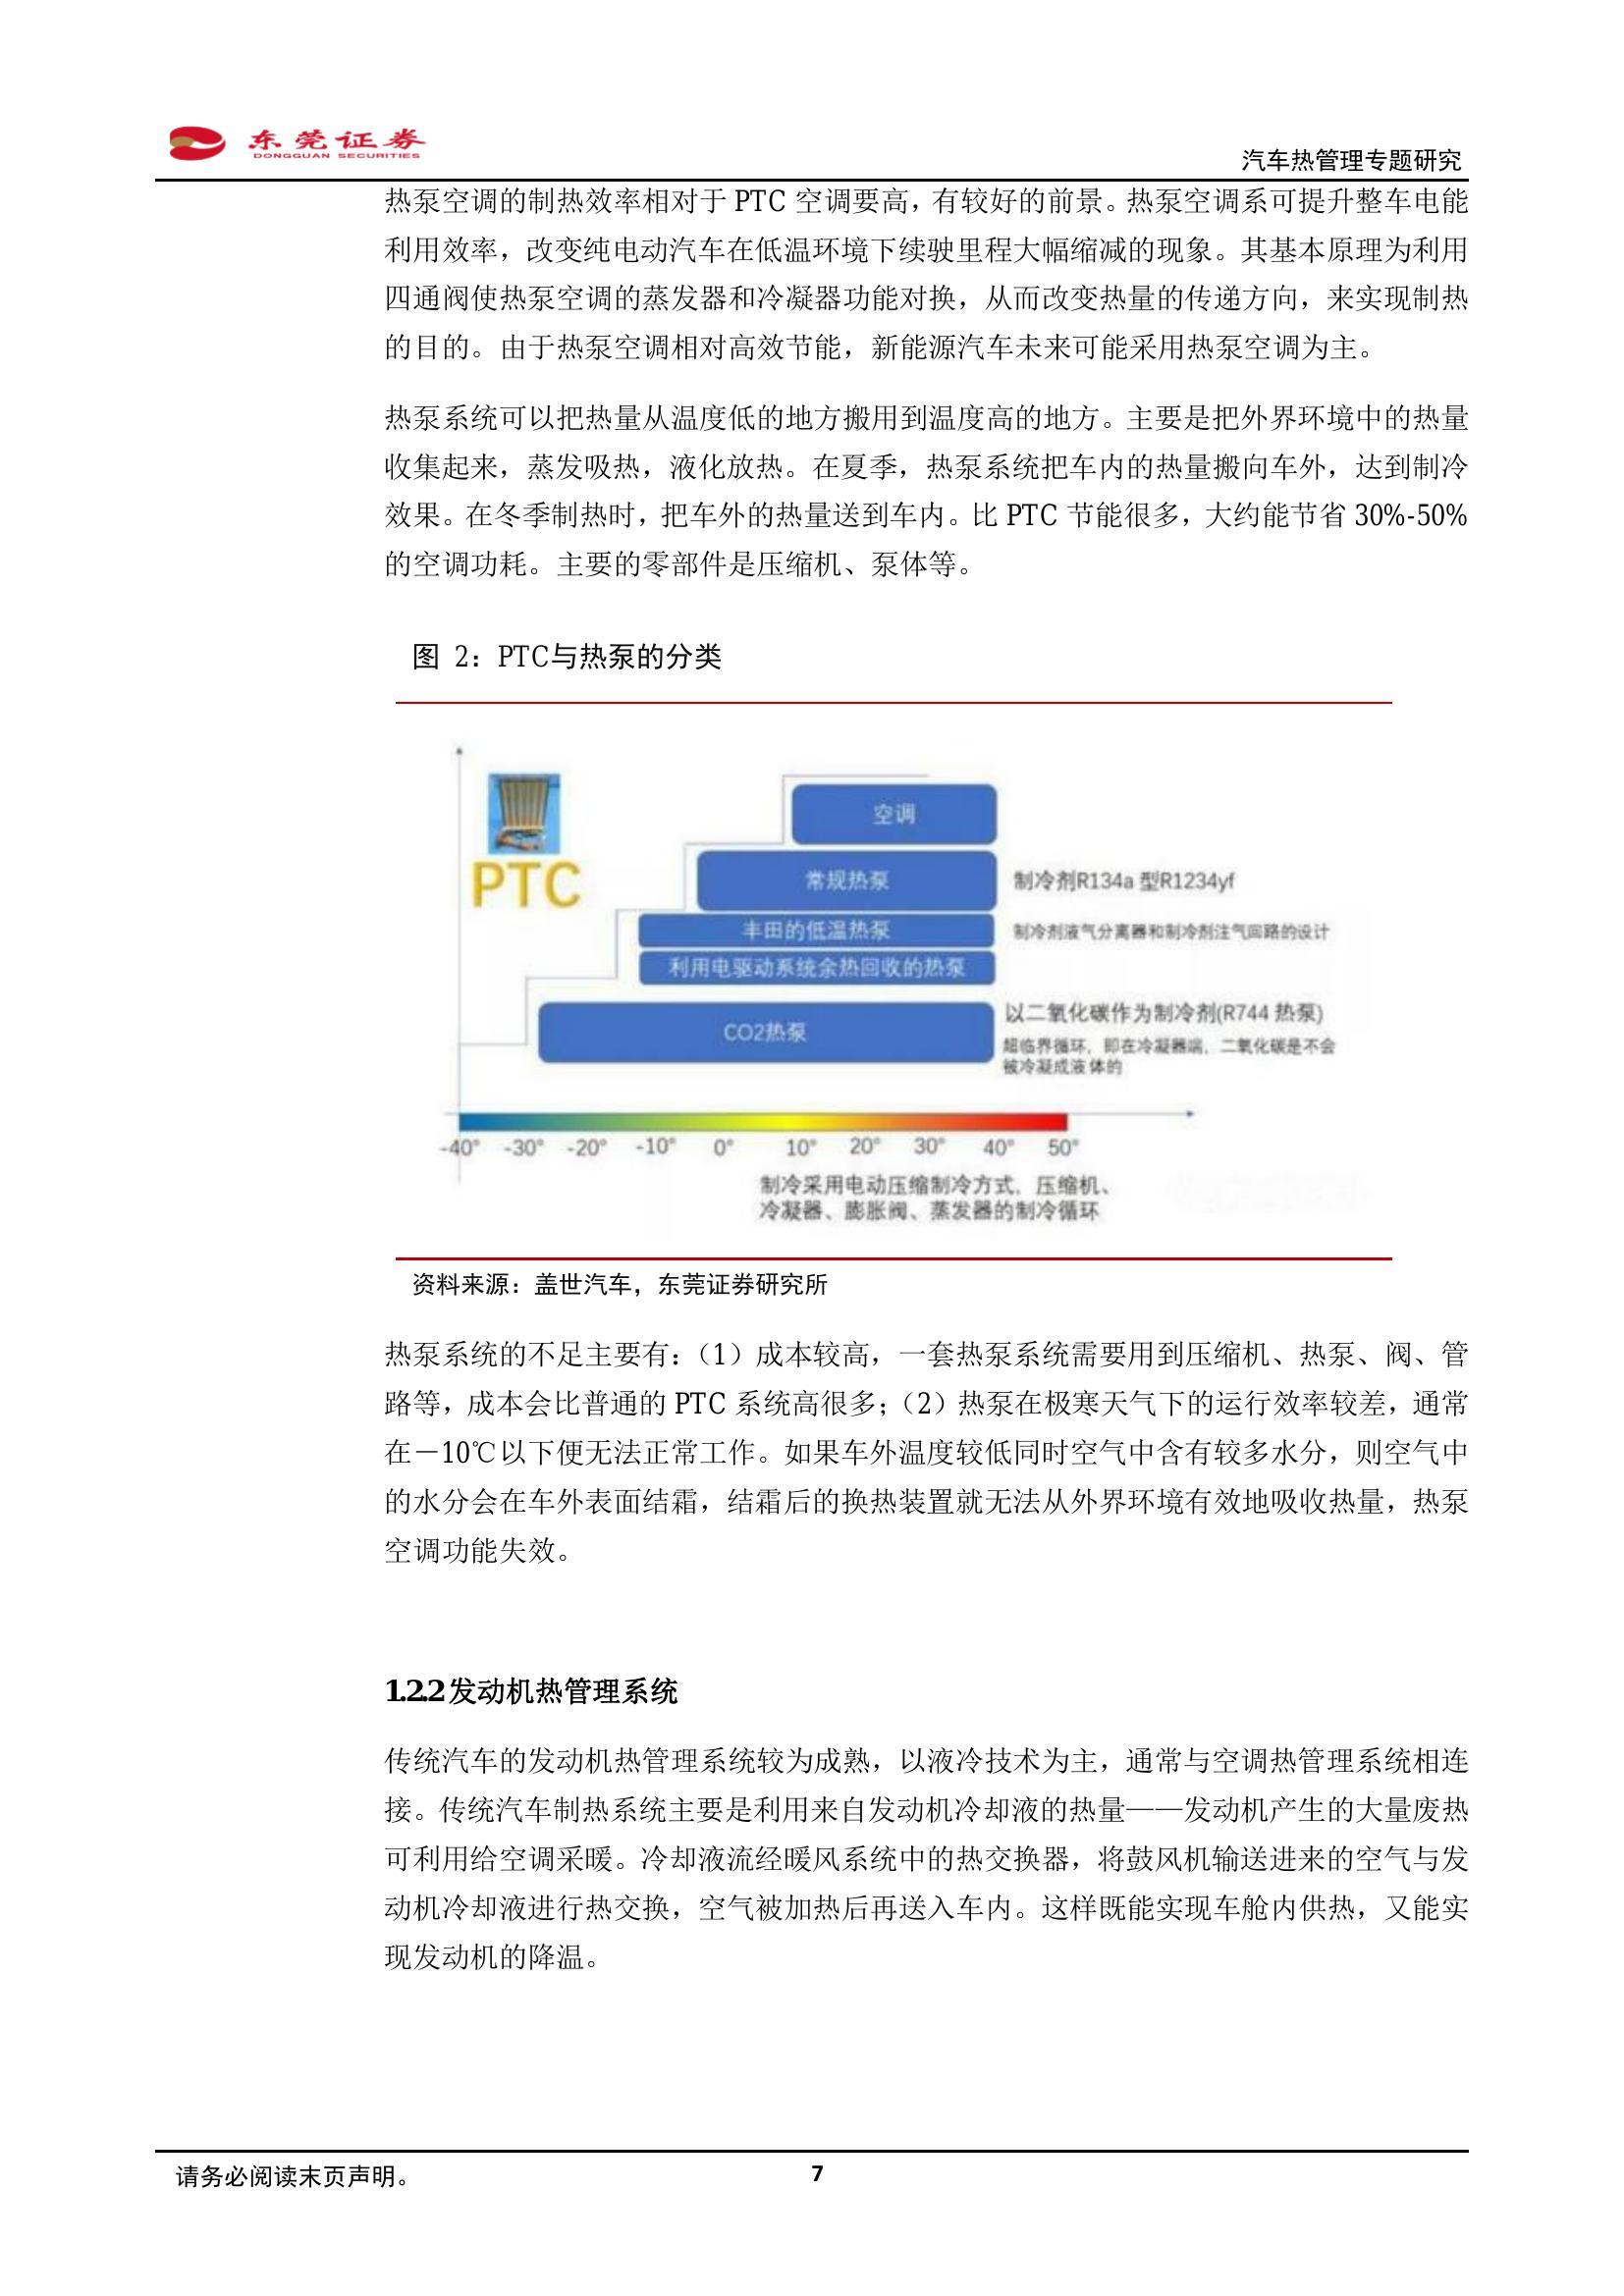 东莞证券
DONGGUAN SECURITIES
汽车热管理专题研究
热泵空调的制热效率相对于 PTC 空调要高，有较好的前景。热泵空调系可提升整车电能
利用效率，改变纯电动汽车在低温环境下续驶里程大幅缩减的现象。其基本原理为利用
四通阀使热泵空调的蒸发器和冷凝器功能对换，从而改变热量的传递方向，来实现制热
的目的。由于热泵空调相对高效节能，新能源汽车未来可能采用热泵空调为主。
热泵系统可以把热量从温度低的地方搬用到温度高的地方。主要是把外界环境中的热量
收集起来，蒸发吸热，液化放热。在夏季，热泵系统把车内的热量搬向车外，达到制冷
效果。在冬季制热时，把车外的热量送到车内。比 PTC 节能很多，大约能节省 30%-50%
的空调功耗。主要的零部件是压缩机、泵体等。
图 2：PTC与热泵的分类
空调
PTC
常规热泵
制冷剂R134a 型R1234yf
丰田的低温热泵
制冷剂液气分离器和制冷剂注气回路的设计
利用电驱动系统余热回收的热泵
CO2热泵
以二氧化碳作为制冷剂(R744 热泵)
超临界循环，即在冷凝器端，二氧化碳是不会
被冷凝成液体的
-40° -30° -20° -10° 0° 10° 20° 30° 40° 50°
制冷采用电动压缩制冷方式，压缩机、
冷凝器、膨胀阀、蒸发器的制冷循环
资料来源：盖世汽车，东莞证券研究所
热泵系统的不足主要有：（1）成本较高，一套热泵系统需要用到压缩机、热泵、阀、管
路等，成本会比普通的 PTC 系统高很多；（2）热泵在极寒天气下的运行效率较差，通常
在－10℃以下便无法正常工作。如果车外温度较低同时空气中含有较多水分，则空气中
的水分会在车外表面结霜，结霜后的换热装置就无法从外界环境有效地吸收热量，热泵
空调功能失效。
1.2.2 发动机热管理系统
传统汽车的发动机热管理系统较为成熟，以液冷技术为主，通常与空调热管理系统相连
接。传统汽车制热系统主要是利用来自发动机冷却液的热量——发动机产生的大量废热
可利用给空调采暖。冷却液流经暖风系统中的热交换器，将鼓风机输送进来的空气与发
动机冷却液进行热交换，空气被加热后再送入车内。这样既能实现车舱内供热，又能实
现发动机的降温。
请务必阅读末页声明。
7